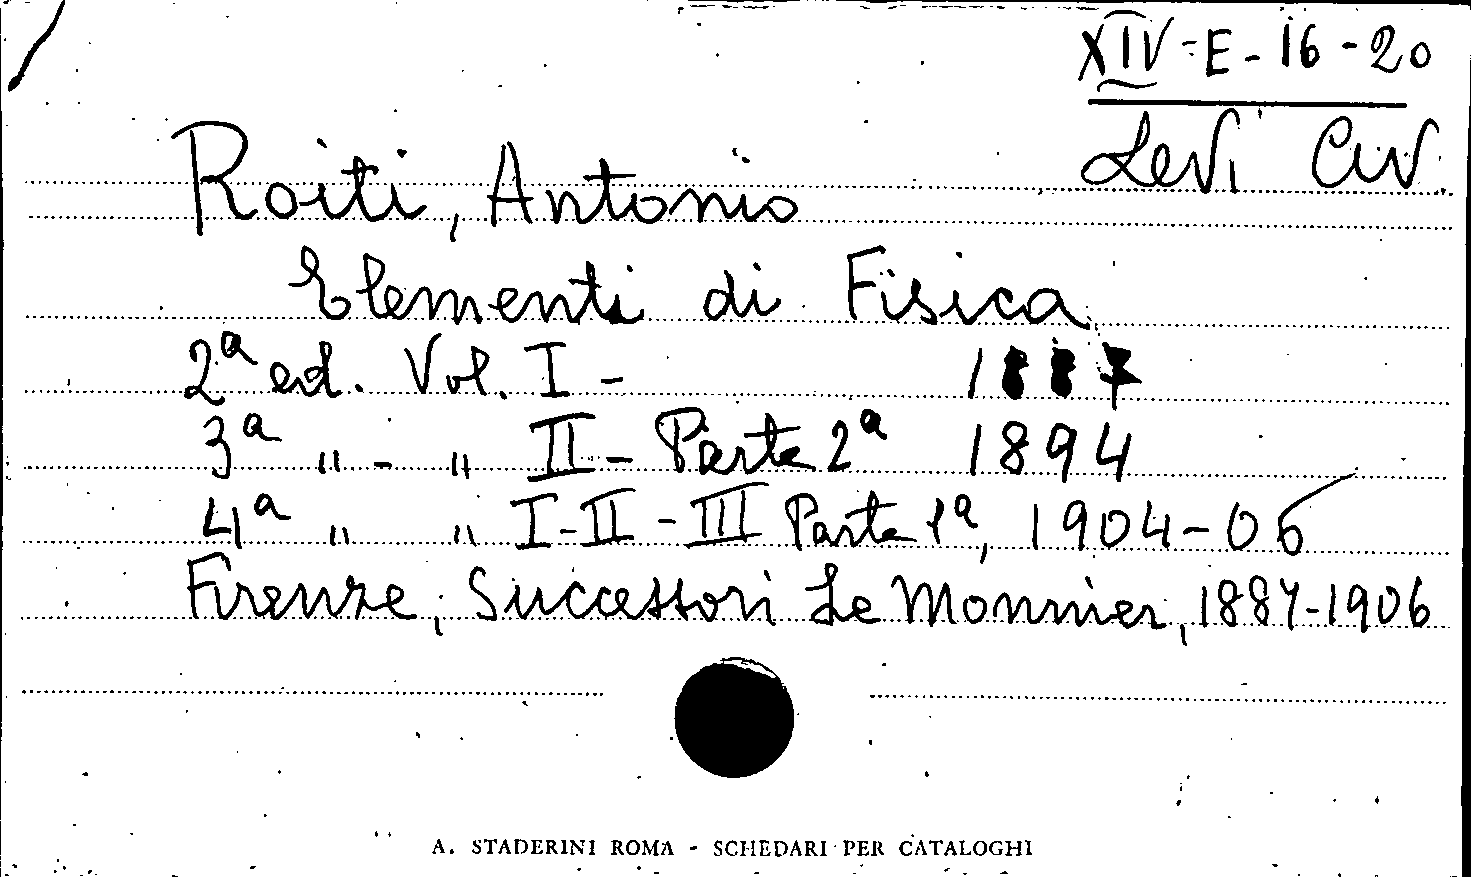 XIV-E-16-20
Levi Civ.
Roiti, Antonio
Elementi di Fisica
2ª ed. Vol. I - 1887
3ª " - " II - Parte 2ª 1894
4ª " " I-II-III Parte 1ª, 1904-06
Firenze, Successori Le Monnier, 1887-1906
A. STADERINI ROMA - SCHEDARI PER CATALOGHI